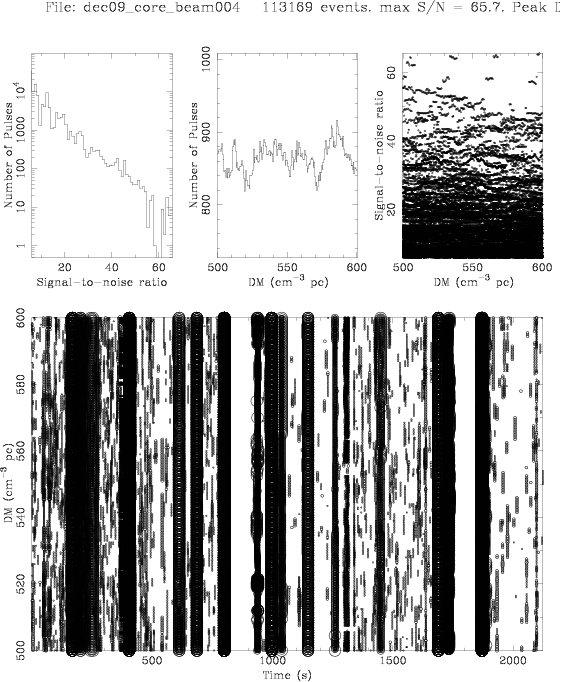 File: dec09_core_beam004 113169 events. max S/N = 65.7. Peak D
Number of Pulses
1 10 100 1000 10⁴
20 40 60
Signal-to-noise ratio
Number of Pulses
800 900 1000
500 550 600
DM (cm⁻³ pc)
Signal-to-noise ratio
20 40 60
500 550 600
DM (cm⁻³ pc)
DM (cm⁻³ pc)
500 520 540 560 580 600
500 1000 1500 2000
Time (s)